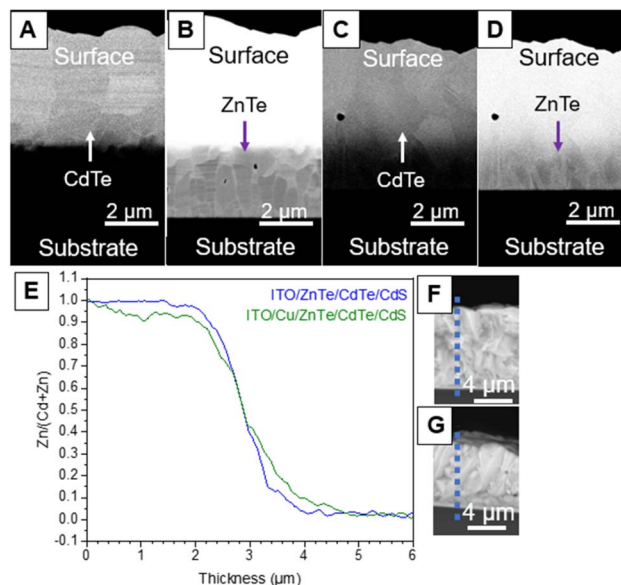 A
Surface
CdTe
2 µm
Substrate
B
ZnTe
2 µm
C
Surface
CdTe
2 µm
Substrate
D
Surface
ZnTe
2 µm
E
1.1
1.0
0.9
0.8
0.7
0.6
0.5
0.4
0.3
0.2
0.1
0.0
-0.1
Zn/(Cd+Zn)
ITO/ZnTe/CdTe/CdS
ITO/Cu/ZnTe/CdTe/CdS
0 1 2 3 4 5 6
Thickness (µm)
F
4 µm
G
4 µm